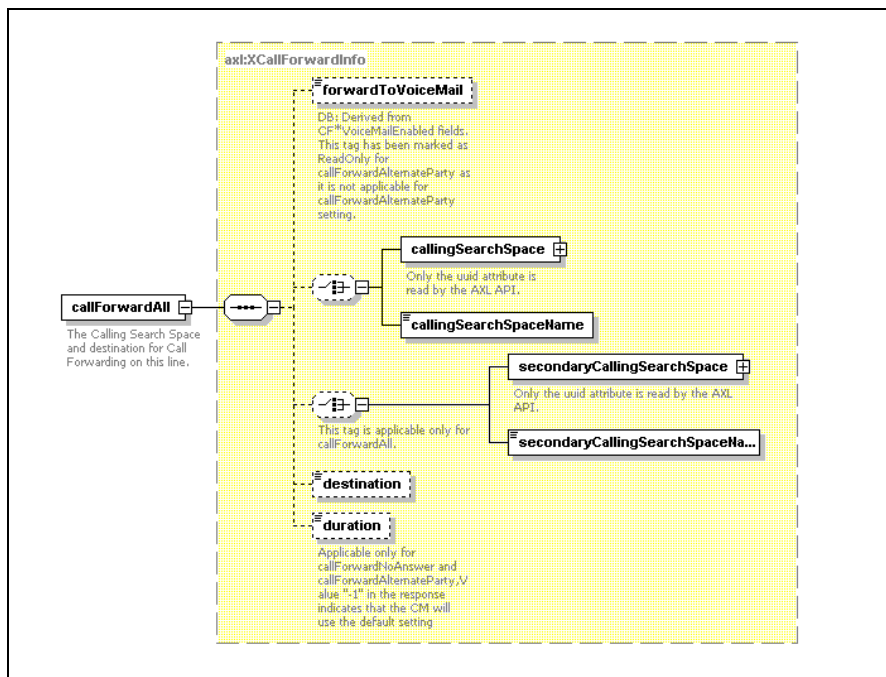 axl:XCallForwardInfo
forwardToVoiceMail
DB: Derived from
CF*VoiceMailEnabled fields.
This tag has been marked as
ReadOnly for
callForwardAlternateParty as
it is not applicable for
callForwardAlternateParty
setting.
callingSearchSpace
Only the uuid attribute is
read by the AXL API.
callingSearchSpaceName
callForwardAll
The Calling Search Space
and destination for Call
Forwarding on this line.
secondaryCallingSearchSpace
Only the uuid attribute is read by the AXL
API.
This tag is applicable only for
callForwardAll.
secondaryCallingSearchSpaceNa...
destination
duration
Applicable only for
callForwardNoAnswer and
callForwardAlternateParty,V
alue "-1" in the response
indicates that the CM will
use the default setting